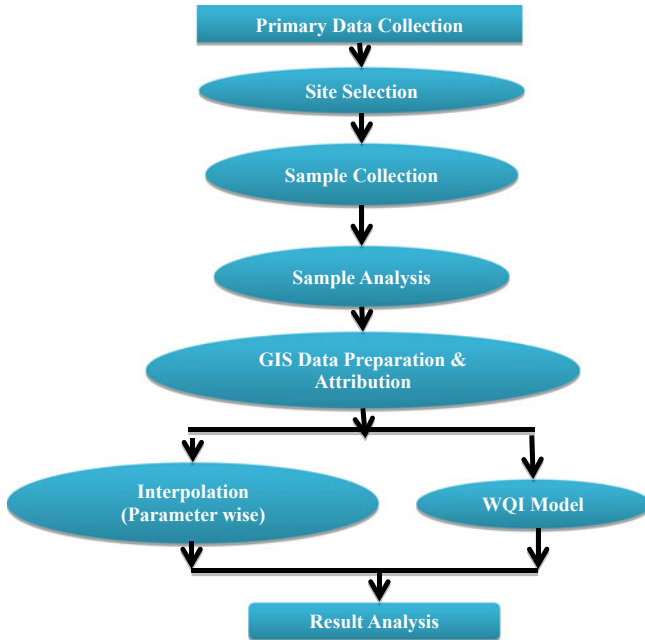 Primary Data Collection
Site Selection
Sample Collection
Sample Analysis
GIS Data Preparation &
Attribution
Interpolation
(Parameter wise)
WQI Model
Result Analysis